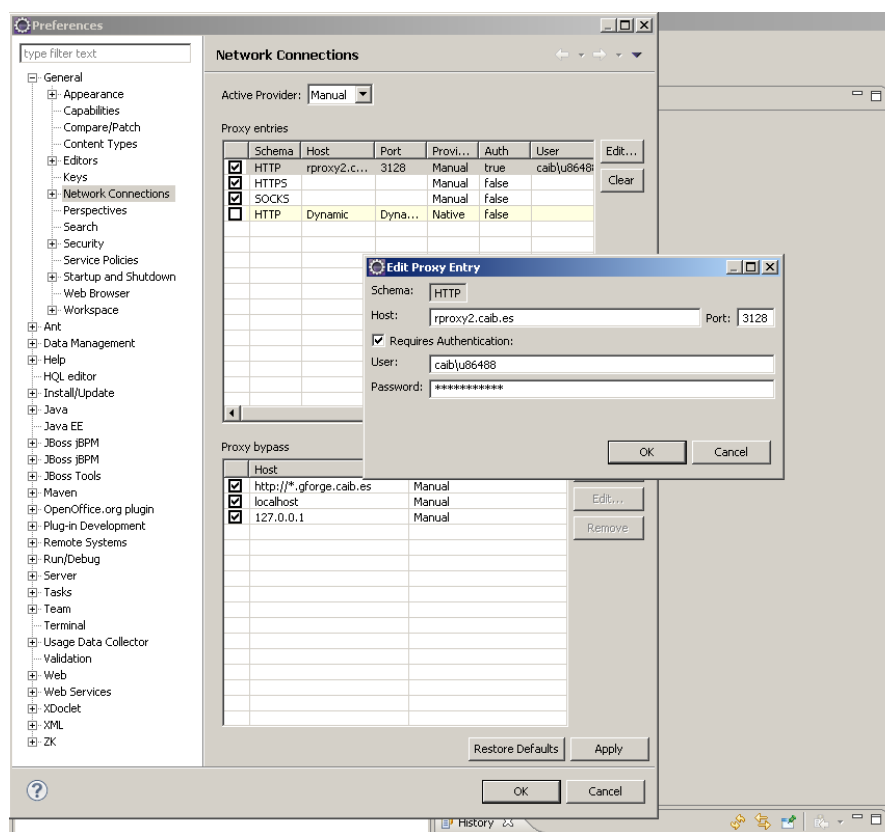 Preferences
type filter text
General
Appearance
Capabilities
Compare/Patch
Content Types
Editors
Keys
Network Connections
Perspectives
Search
Security
Service Policies
Startup and Shutdown
Web Browser
Workspace
Ant
Data Management
Help
HQL editor
Install/Update
Java
Java EE
JBoss jBPM
JBoss jBPM
JBoss Tools
Maven
OpenOffice.org plugin
Plug-in Development
Remote Systems
Run/Debug
Server
Tasks
Team
Terminal
Usage Data Collector
Validation
Web
Web Services
XDoclet
XML
ZK
Network Connections
Active Provider: Manual
Proxy entries
Schema Host Port Provi... Auth User
HTTP rproxy2.c... 3128 Manual true caib\u8648
HTTPS Manual false
SOCKS Manual false
HTTP Dynamic Dyna... Native false
Edit...
Clear
Edit Proxy Entry
Schema: HTTP
Host: rproxy2.caib.es Port: 3128
Requires Authentication:
User: caib\u86488
Password: ***********
OK Cancel
Proxy bypass
Host
http://*.gforge.caib.es Manual
localhost Manual
127.0.0.1 Manual
Edit...
Remove
Restore Defaults Apply
? OK Cancel
History